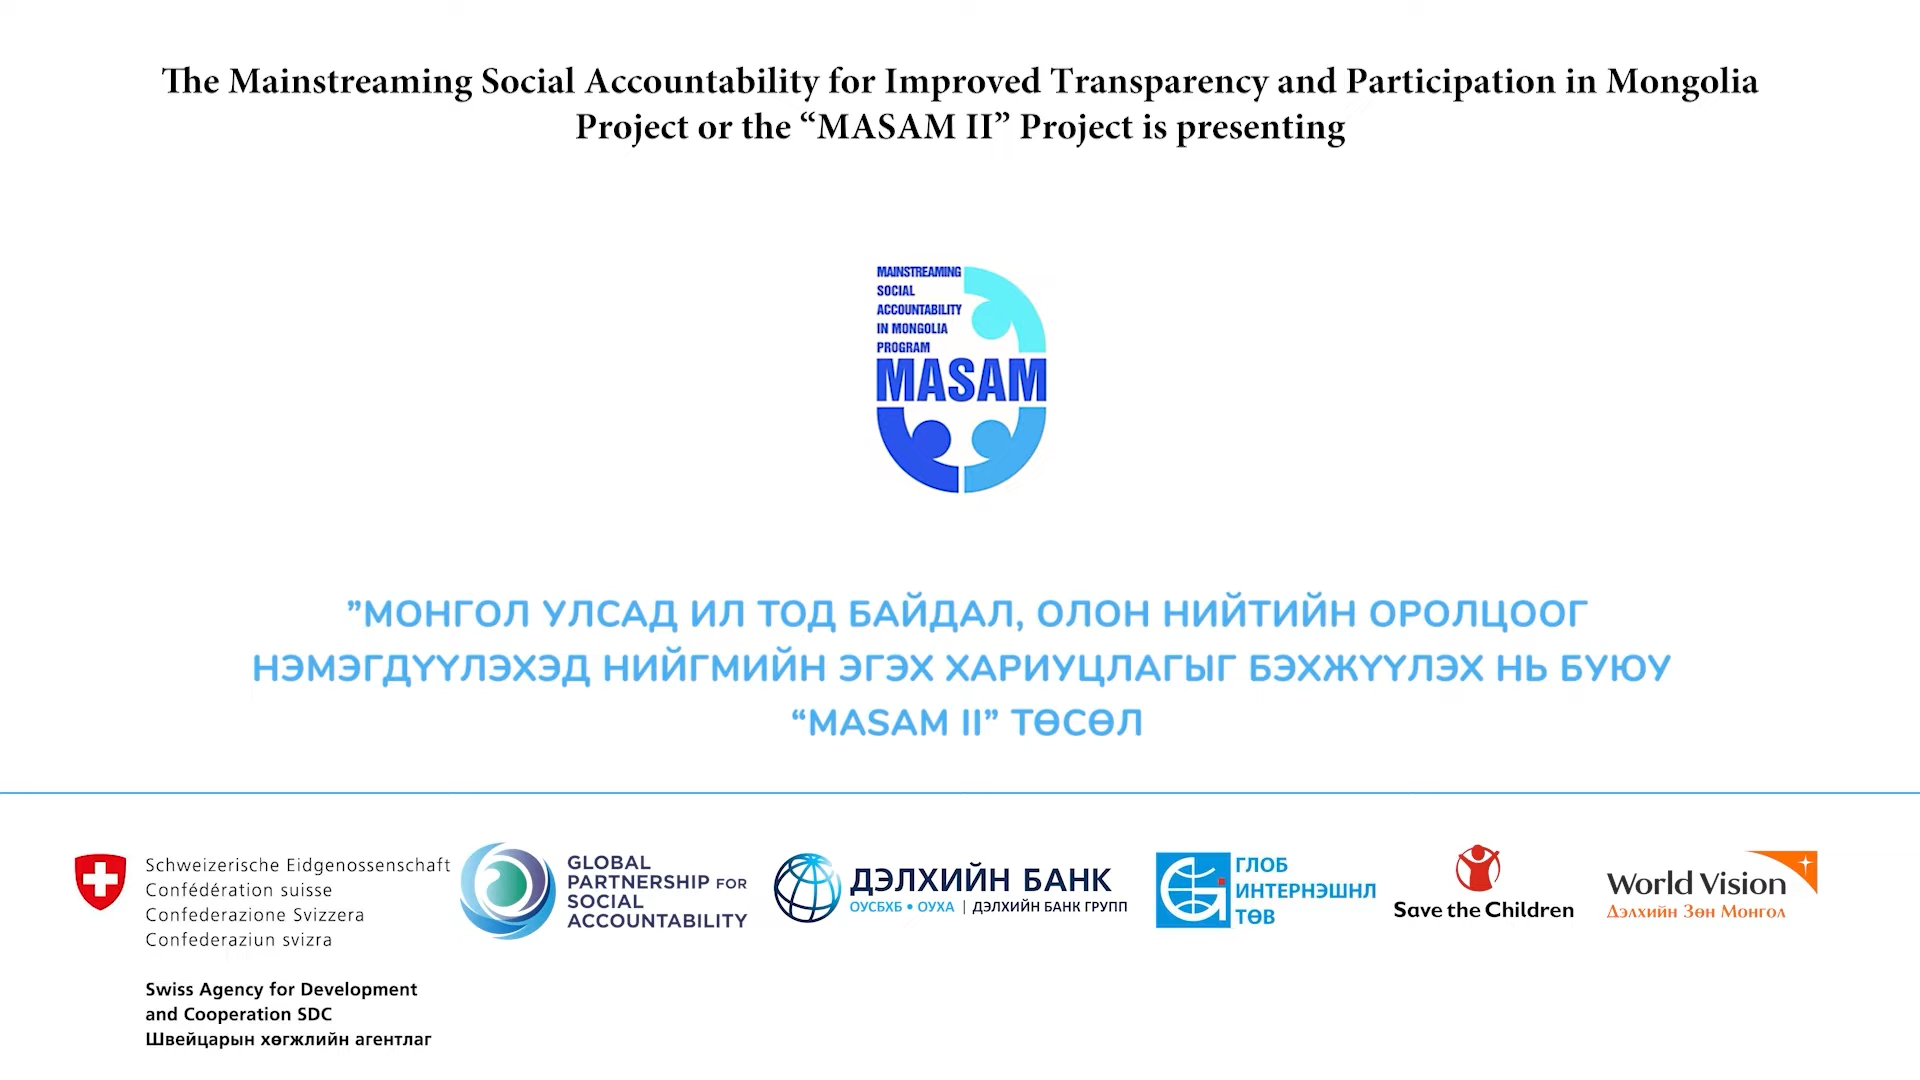 The Mainstreaming Social Accountability for Improved Transparency and Participation in Mongolia
Project or the “MASAM II” Project is presenting
MAINSTREAMING
SOCIAL
ACCOUNTABILITY
IN MONGOLIA
PROGRAM
MASAM
”МОНГОЛ УЛСАД ИЛ ТОД БАЙДАЛ, ОЛОН НИЙТИЙН ОРОЛЦООГ
НЭМЭГДҮҮЛЭХЭД НИЙГМИЙН ЭГЭХ ХАРИУЦЛАГЫГ БЭХЖҮҮЛЭХ НЬ БУЮУ
“MASAM II” ТӨСӨЛ
Schweizerische Eidgenossenschaft
Confédération suisse
Confederazione Svizzera
Confederaziun svizra
Swiss Agency for Development
and Cooperation SDC
Швейцарын хөгжлийн агентлаг
GLOBAL
PARTNERSHIP FOR
SOCIAL
ACCOUNTABILITY
ДЭЛХИЙН БАНК
ОУСБХБ • ОУХА | ДЭЛХИЙН БАНК ГРУПП
ГЛОБ
ИНТЕРНЭШНЛ
ТӨВ
Save the Children
World Vision
Дэлхийн Зөн Монгол